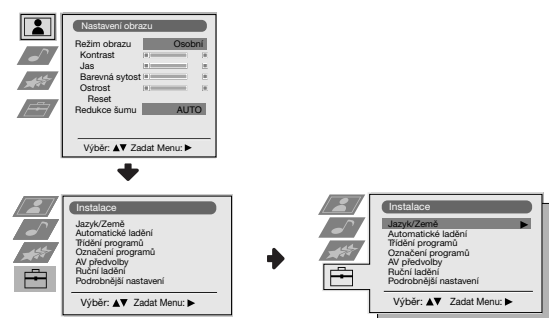 Nastavení obrazu
Režim obrazu Osobní
Kontrast
Jas
Barevná sytost
Ostrost
Reset
Redukce šumu AUTO
Výběr: ▲▼ Zadat Menu: ▶
Instalace
Jazyk/Země
Automatické ladění
Třídění programů
Označení programů
AV předvolby
Ruční ladění
Podrobnější nastavení
Výběr: ▲▼ Zadat Menu: ▶
Instalace
Jazyk/Země ▶
Automatické ladění
Třídění programů
Označení programů
AV předvolby
Ruční ladění
Podrobnější nastavení
Výběr: ▲▼ Zadat Menu: ▶